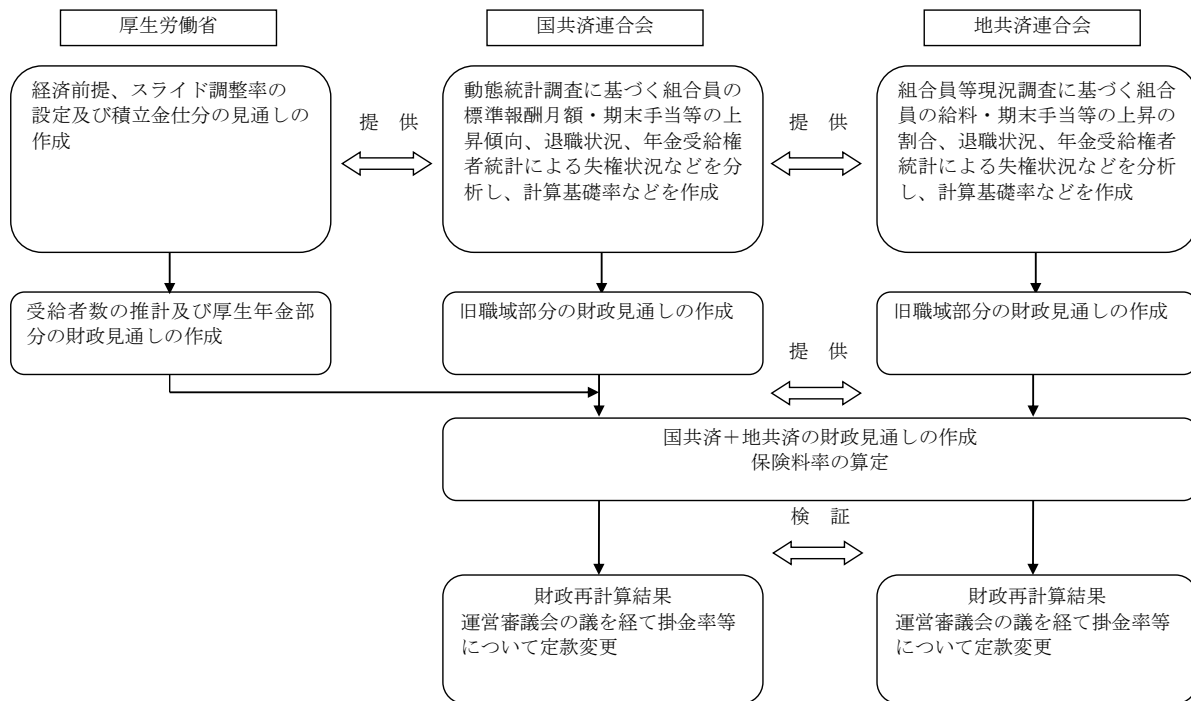 厚生労働省
国共済連合会
地共済連合会
経済前提、スライド調整率の
設定及び積立金仕分の見通しの
作成
提 供
動態統計調査に基づく組合員の
標準報酬月額・期末手当等の上
昇傾向、退職状況、年金受給権
者統計による失権状況などを分
析し、計算基礎率などを作成
提 供
組合員等現況調査に基づく組合
員の給料・期末手当等の上昇の
割合、退職状況、年金受給権者
統計による失権状況などを分析
し、計算基礎率などを作成
受給者数の推計及び厚生年金部
分の財政見通しの作成
旧職域部分の財政見通しの作成
旧職域部分の財政見通しの作成
提 供
国共済＋地共済の財政見通しの作成
保険料率の算定
検 証
財政再計算結果
運営審議会の議を経て掛金率等
について定款変更
財政再計算結果
運営審議会の議を経て掛金率等
について定款変更